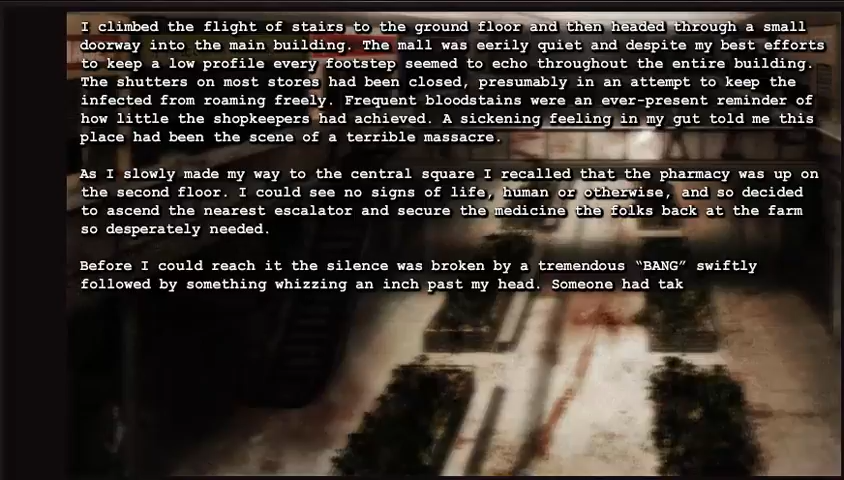 I climbed the flight of stairs to the ground floor and then headed through a small
doorway into the main building. The mall was eerily quiet and despite my best efforts
to keep a low profile every footstep seemed to echo throughout the entire building.
The shutters on most stores had been closed, presumably in an attempt to keep the
infected from roaming freely. Frequent bloodstains were an ever-present reminder of
how little the shopkeepers had achieved. A sickening feeling in my gut told me this
place had been the scene of a terrible massacre.
As I slowly made my way to the central square I recalled that the pharmacy was up on
the second floor. I could see no signs of life, human or otherwise, and so decided
to ascend the nearest escalator and secure the medicine the folks back at the farm
so desperately needed.
Before I could reach it the silence was broken by a tremendous “BANG” swiftly
followed by something whizzing an inch past my head. Someone had tak